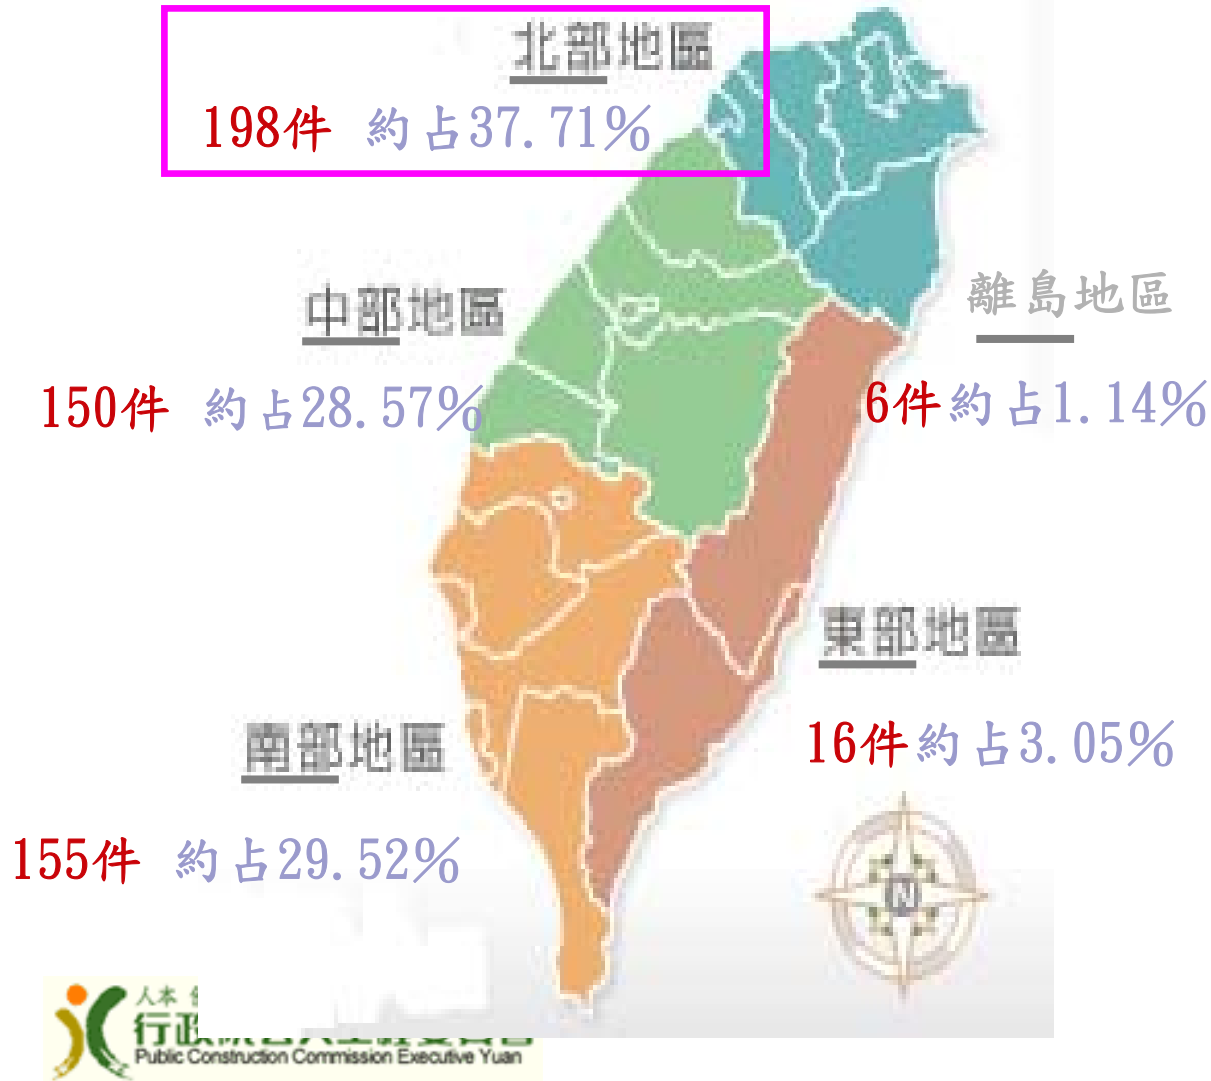 北部地區
198件 約占37.71%
中部地區
150件 約占28.57%
離島地區
6件約占1.14%
東部地區
16件約占3.05%
南部地區
155件 約占29.52%
N
人本
行政
Public Construction Commission Executive Yuan